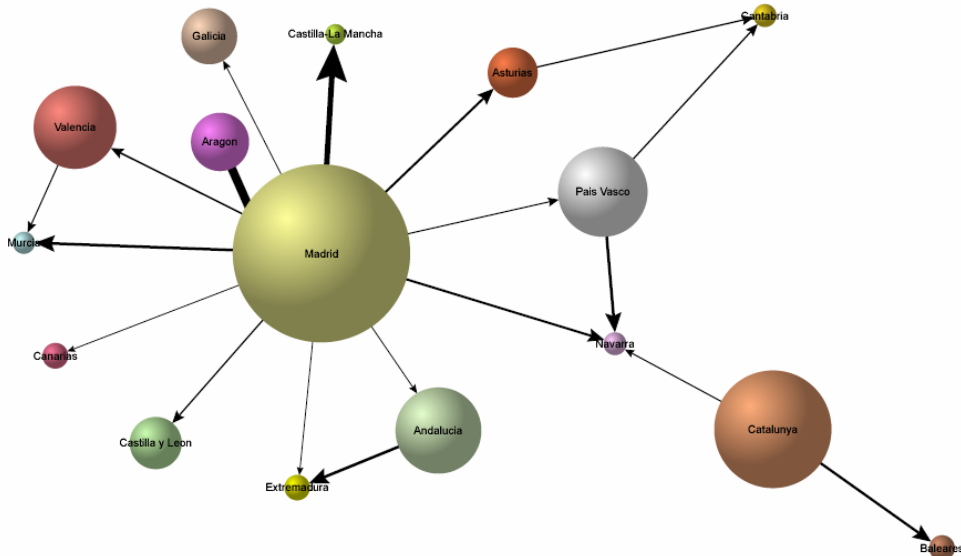 Cantabria
Galicia
Castilla-La Mancha
Asturias
Valencia
Aragon
Pais Vasco
Murcia
Madrid
Navarra
Canarias
Catalunya
Andalucia
Castilla y Leon
Extremadura
Baleares